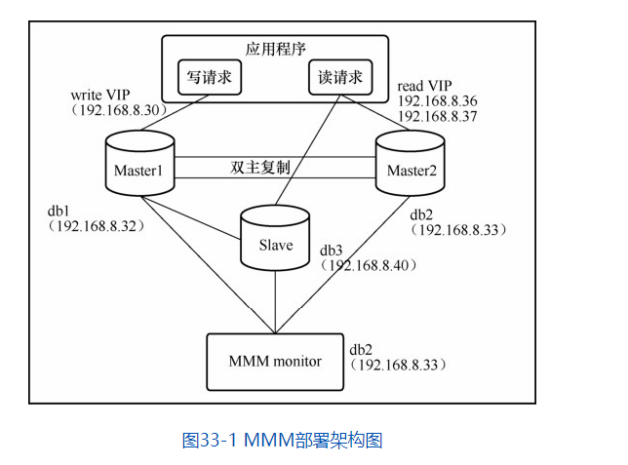 应用程序
写请求
读请求
write VIP
（192.168.8.30）
read VIP
192.168.8.36
192.168.8.37
Master1
双主复制
Master2
db1
（192.168.8.32）
db2
（192.168.8.33）
Slave
db3
（192.168.8.40）
MMM monitor
db2
（192.168.8.33）
图33-1 MMM部署架构图